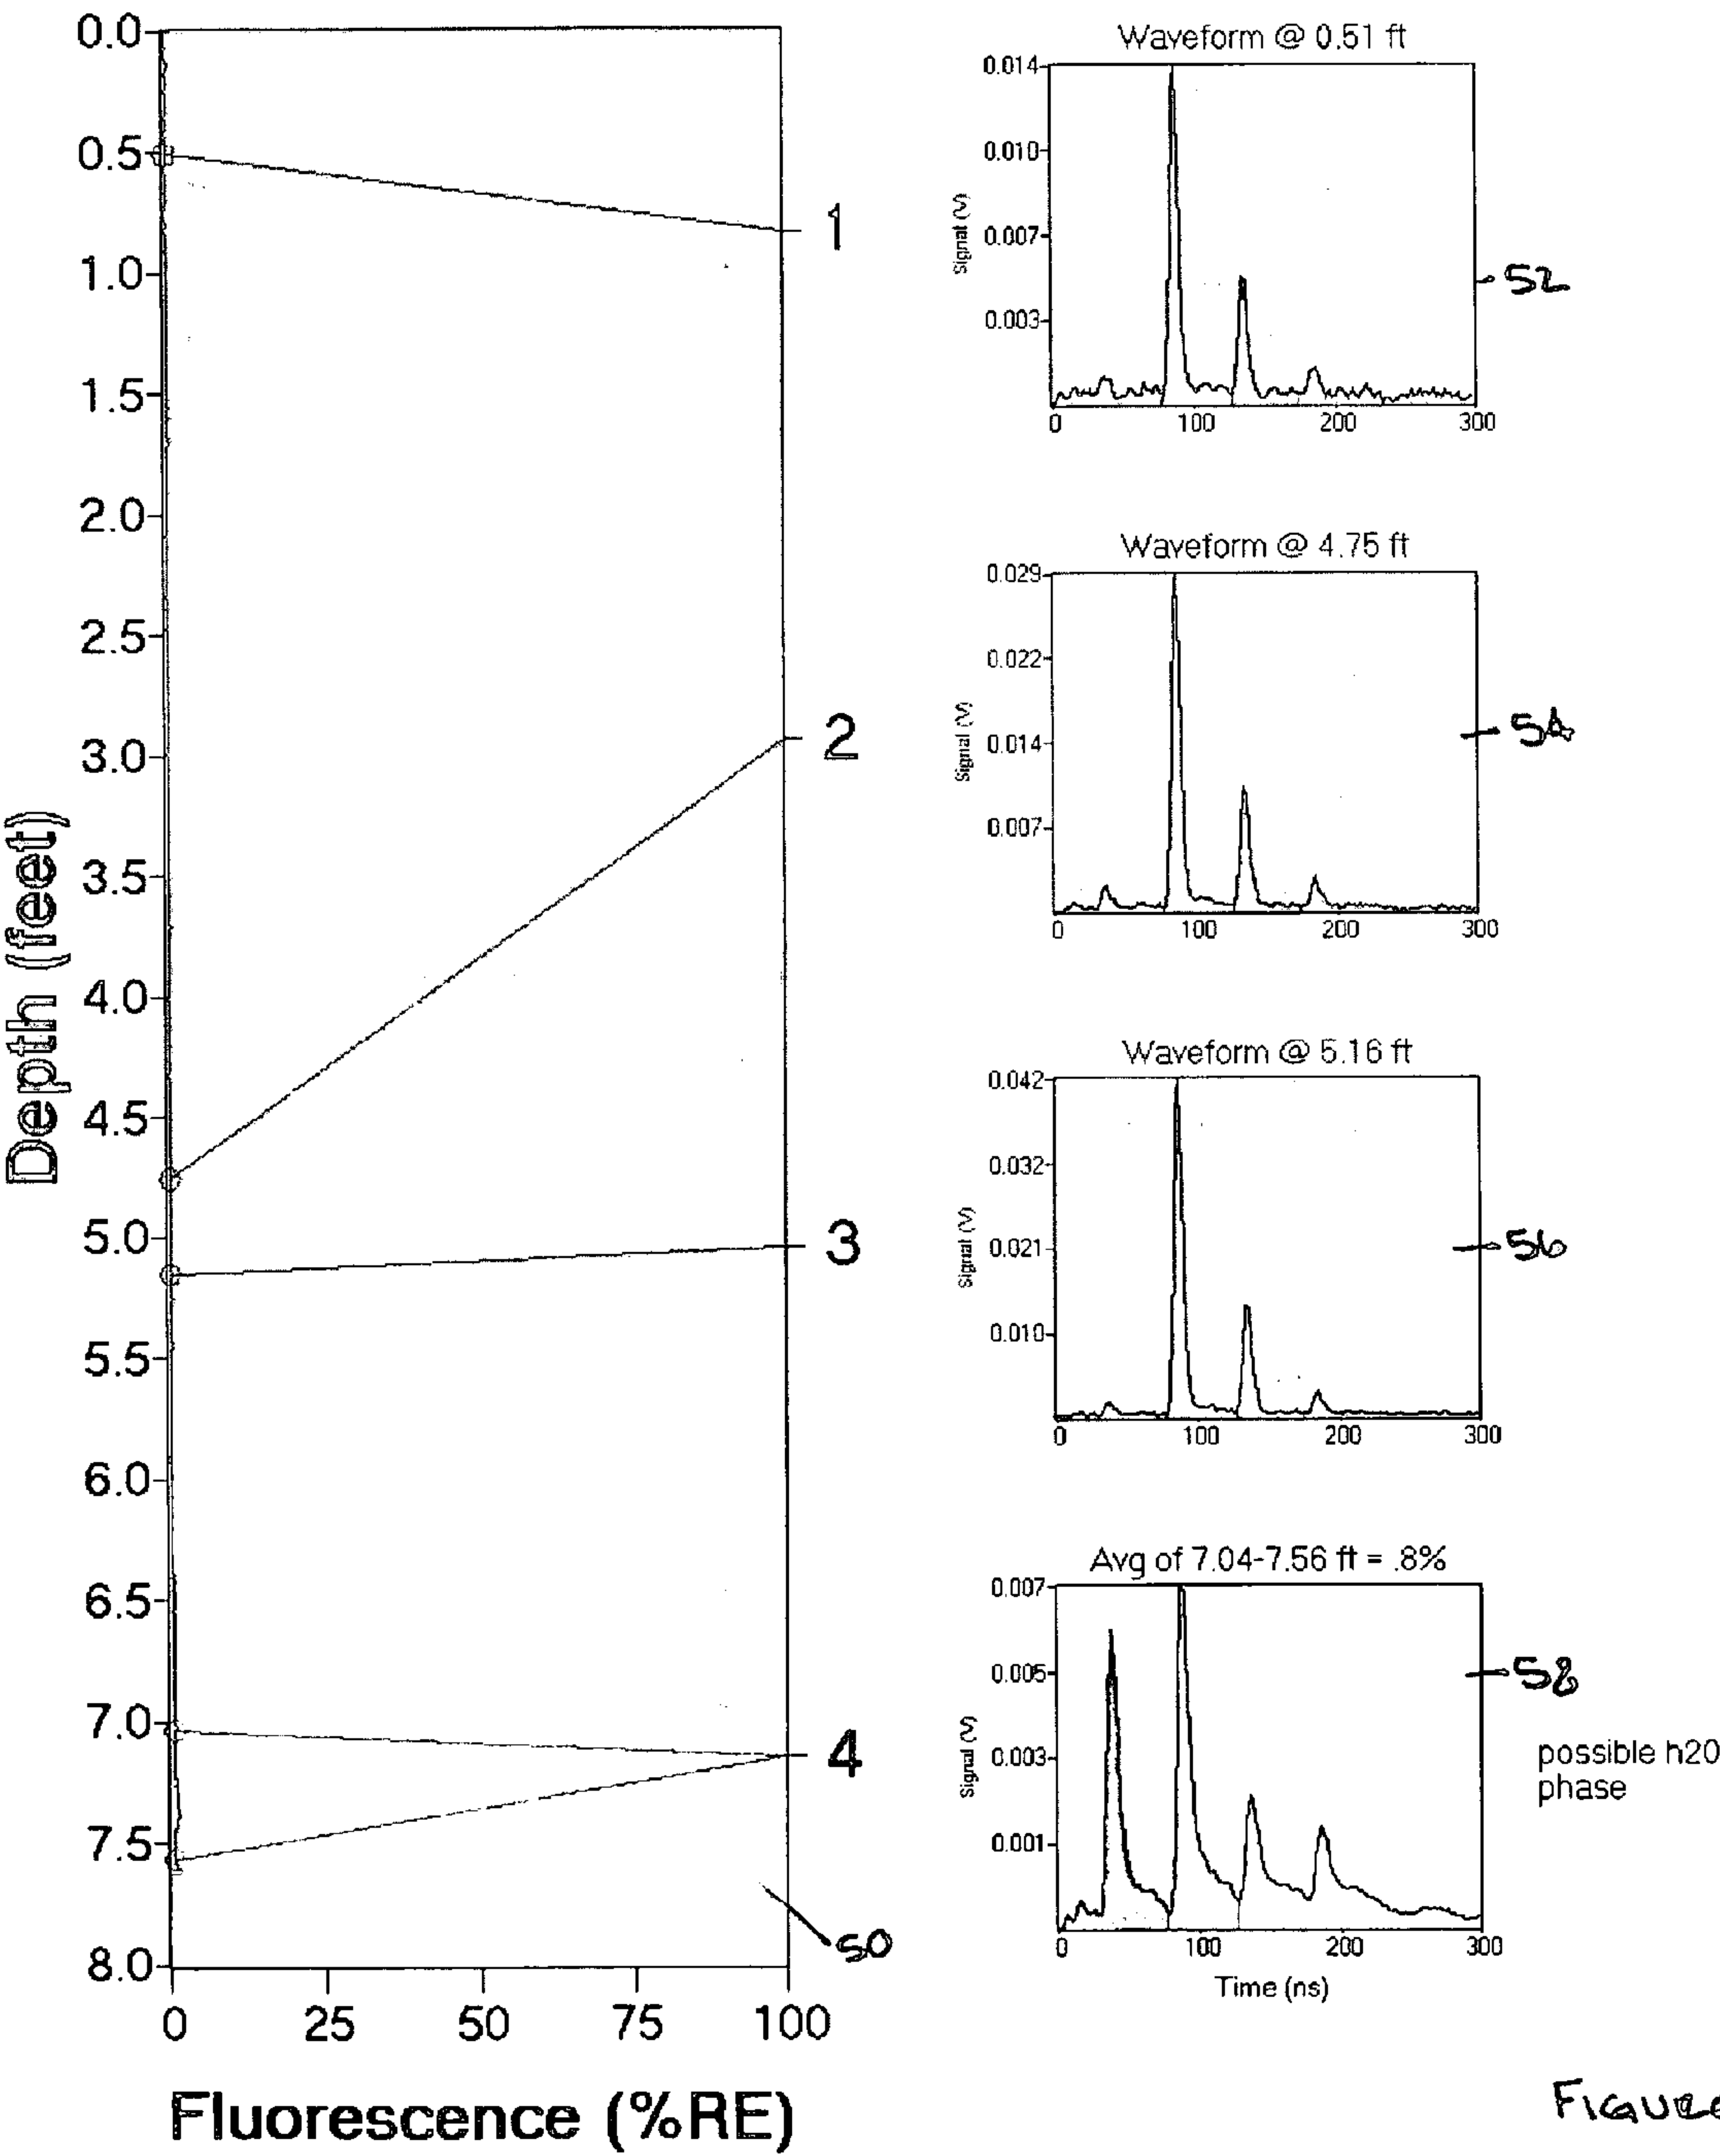 0.0
0.5
1.0
1.5
2.0
2.5
3.0
3.5
4.0
4.5
5.0
5.5
6.0
6.5
7.0
7.5
8.0
Depth (feet)
0 25 50 75 100
Fluorescence (%RE)
1
2
3
4
50
Waveform @ 0.51 ft
0.014
0.010
0.007
0.003
Signal (V)
0 100 200 300
52
Waveform @ 4.75 ft
0.029
0.022
0.014
0.007
Signal (V)
0 100 200 300
54
Waveform @ 5.16 ft
0.042
0.032
0.021
0.010
Signal (V)
0 100 200 300
56
Avg of 7.04-7.56 ft = .8%
0.007
0.005
0.003
0.001
Signal (V)
0 100 200 300
Time (ns)
58
possible h20
phase
FIGURE